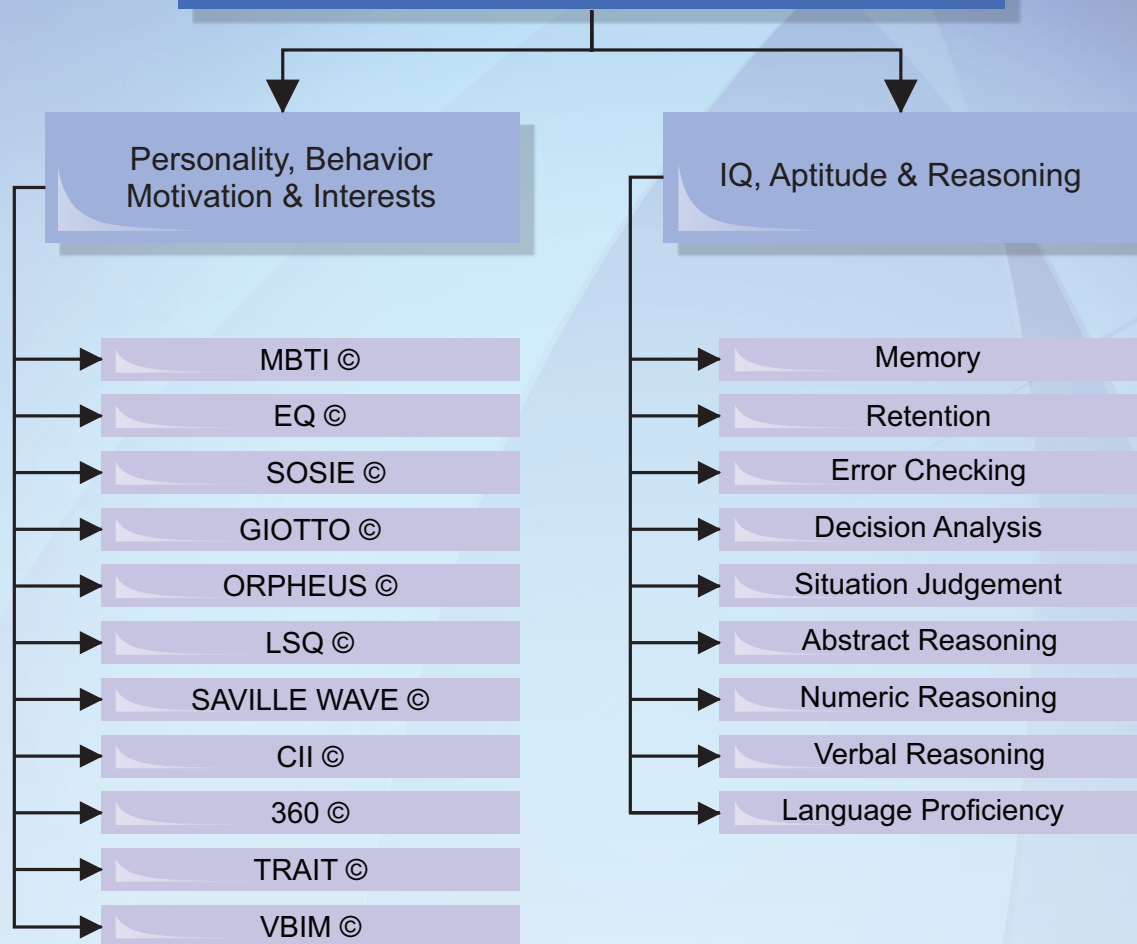 Personality, Behavior
Motivation & Interests
MBTI ©
EQ ©
SOSIE ©
GIOTTO ©
ORPHEUS ©
LSQ ©
SAVILLE WAVE ©
CII ©
360 ©
TRAIT ©
VBIM ©
IQ, Aptitude & Reasoning
Memory
Retention
Error Checking
Decision Analysis
Situation Judgement
Abstract Reasoning
Numeric Reasoning
Verbal Reasoning
Language Proficiency